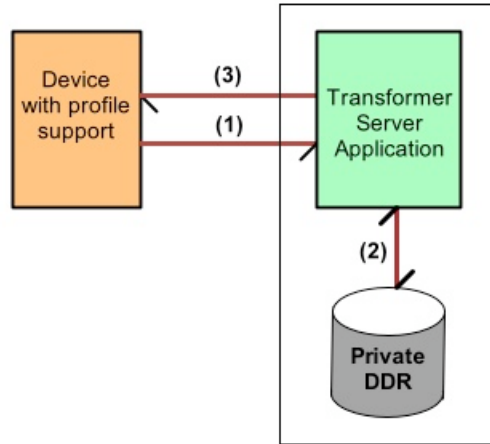 Device
with profile
support
(3)
(1)
Transformer
Server
Application
(2)
Private
DDR